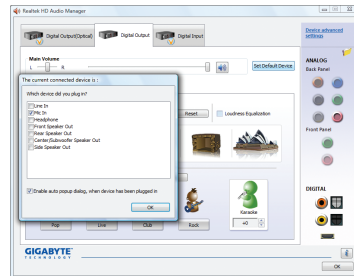 Realtek HD Audio Manager
Digital Output(Optical)
Digital Output
Digital Input
Device advanced
settings
Main Volume
L
R
Set Default Device
ANALOG
Back Panel
The current connected device is :
Which device did you plug in?
Line In
Mic In
Headphone
Front Speaker Out
Rear Speaker Out
Center/Subwoofer Speaker Out
Side Speaker Out
Reset
Loudness Equalization
Front Panel
Enable auto popup dialog, when device has been plugged in
OK
Karaoke
DIGITAL
Pop
Live
Club
Rock
+0
GIGABYTE
TECHNOLOGY
OK